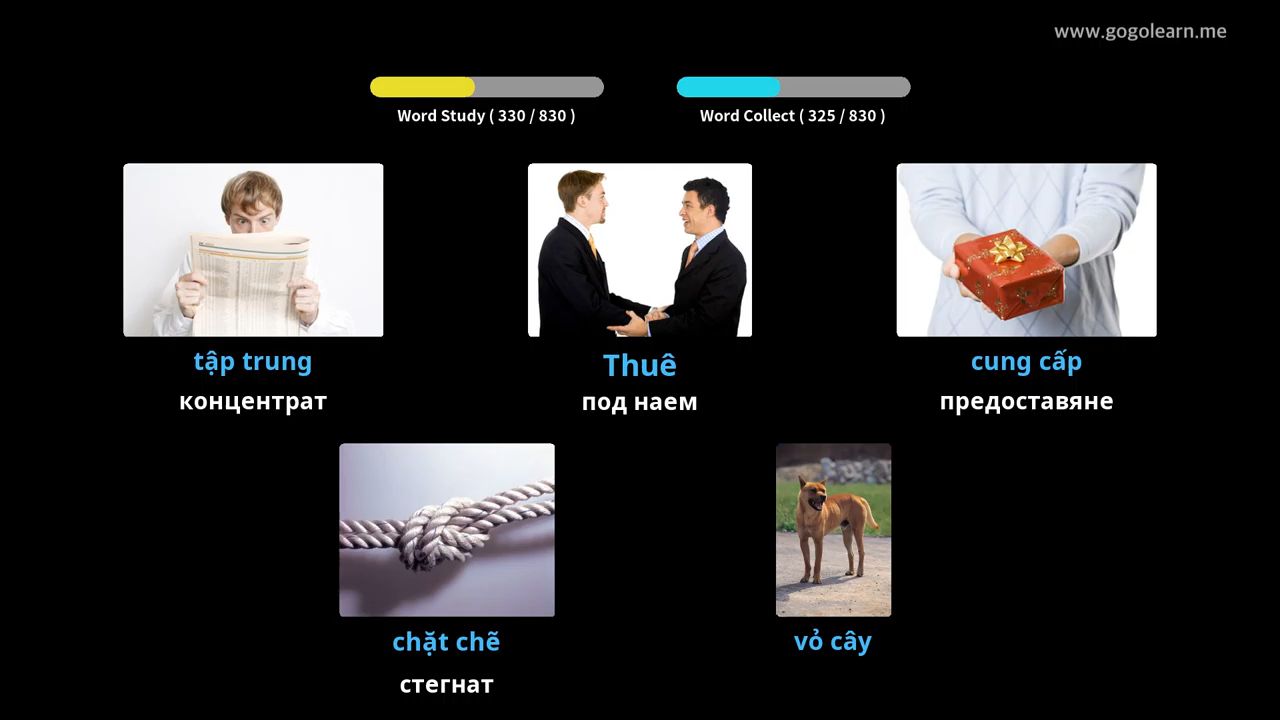 www.gogolearn.me
Word Study ( 330 / 830 )
Word Collect ( 325 / 830 )
tập trung
концентрат
Thuê
под наем
cung cấp
предоставяне
chặt chẽ
стегнат
vỏ cây